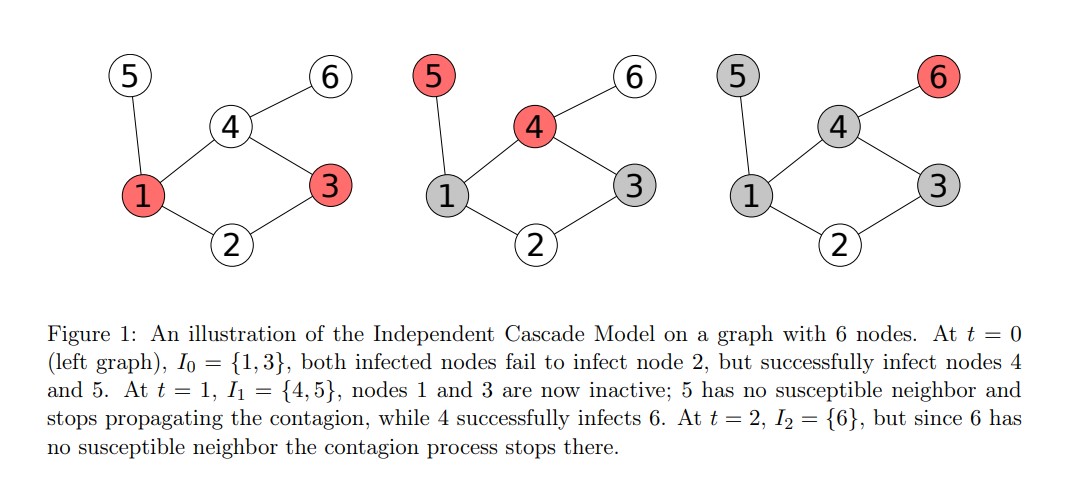 5 6 5 6 5 6
4 4 4
1 3 1 3 1 3
2 2 2
Figure 1: An illustration of the Independent Cascade Model on a graph with 6 nodes. At t = 0
(left graph), I₀ = {1, 3}, both infected nodes fail to infect node 2, but successfully infect nodes 4
and 5. At t = 1, I₁ = {4, 5}, nodes 1 and 3 are now inactive; 5 has no susceptible neighbor and
stops propagating the contagion, while 4 successfully infects 6. At t = 2, I₂ = {6}, but since 6 has
no susceptible neighbor the contagion process stops there.